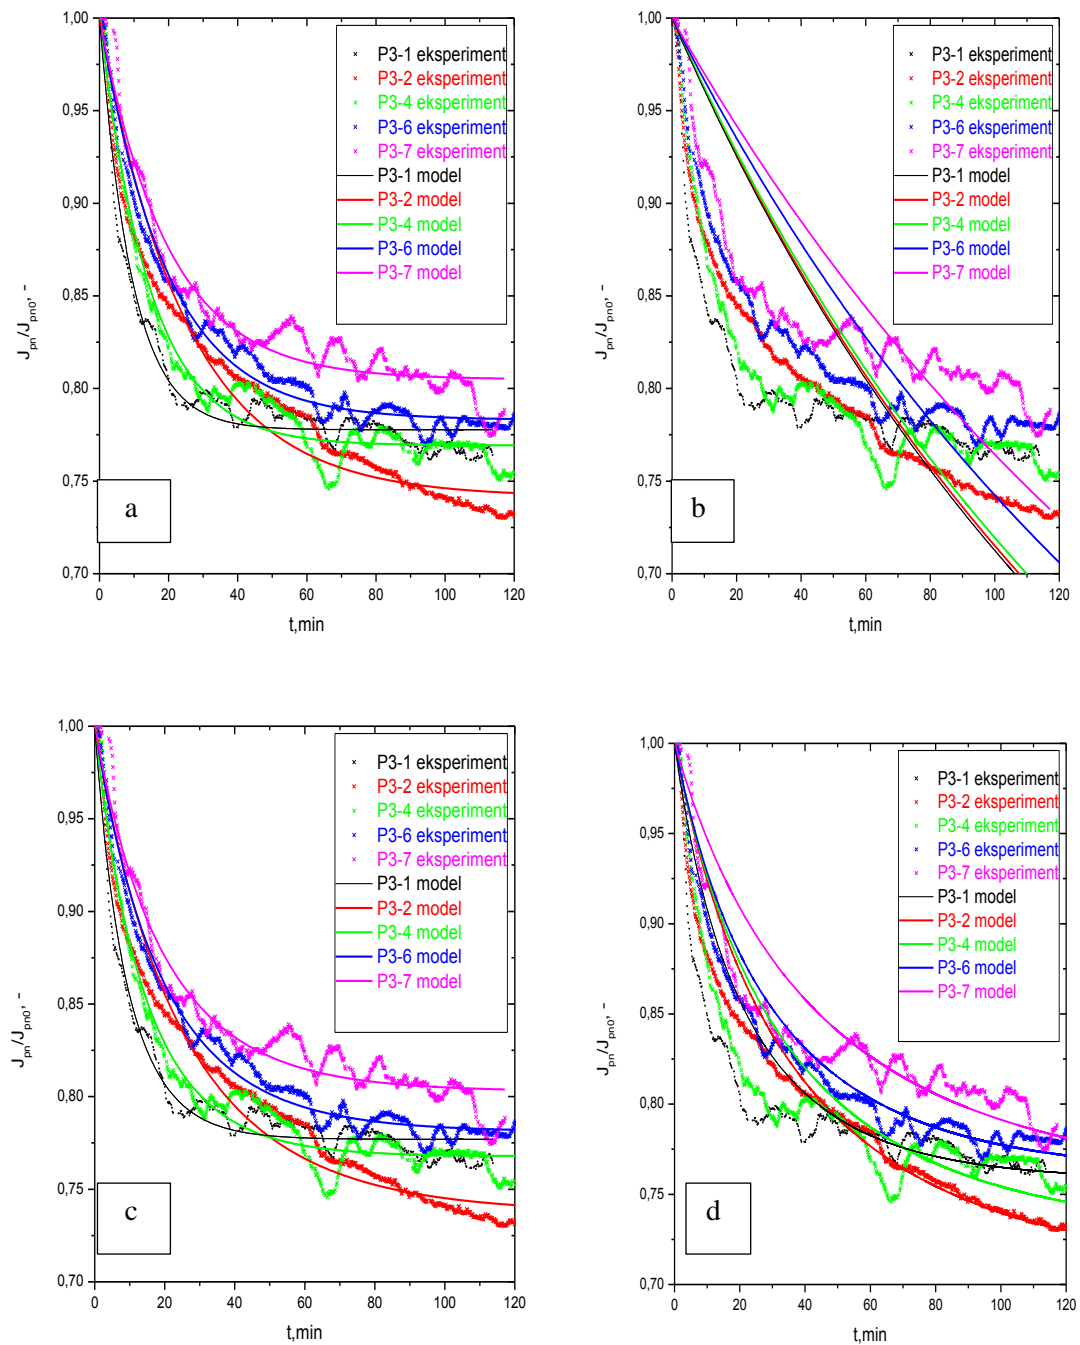 1,00
0,95
0,90
0,85
0,80
0,75
0,70
J_pn/J_pn0, -
P3-1 eksperiment
P3-2 eksperiment
P3-4 eksperiment
P3-6 eksperiment
P3-7 eksperiment
P3-1 model
P3-2 model
P3-4 model
P3-6 model
P3-7 model
a
0 20 40 60 80 100 120
t,min
1,00
0,95
0,90
0,85
0,80
0,75
0,70
J_pn/J_pn0, -
P3-1 eksperiment
P3-2 eksperiment
P3-4 eksperiment
P3-6 eksperiment
P3-7 eksperiment
P3-1 model
P3-2 model
P3-4 model
P3-6 model
P3-7 model
b
0 20 40 60 80 100 120
t,min
1,00
0,95
0,90
0,85
0,80
0,75
0,70
J_pn/J_pn0, -
P3-1 eksperiment
P3-2 eksperiment
P3-4 eksperiment
P3-6 eksperiment
P3-7 eksperiment
P3-1 model
P3-2 model
P3-4 model
P3-6 model
P3-7 model
c
0 20 40 60 80 100 120
t,min
1,00
0,95
0,90
0,85
0,80
0,75
0,70
J_pn/J_pn0, -
P3-1 eksperiment
P3-2 eksperiment
P3-4 eksperiment
P3-6 eksperiment
P3-7 eksperiment
P3-1 model
P3-2 model
P3-4 model
P3-6 model
P3-7 model
d
0 20 40 60 80 100 120
t,min